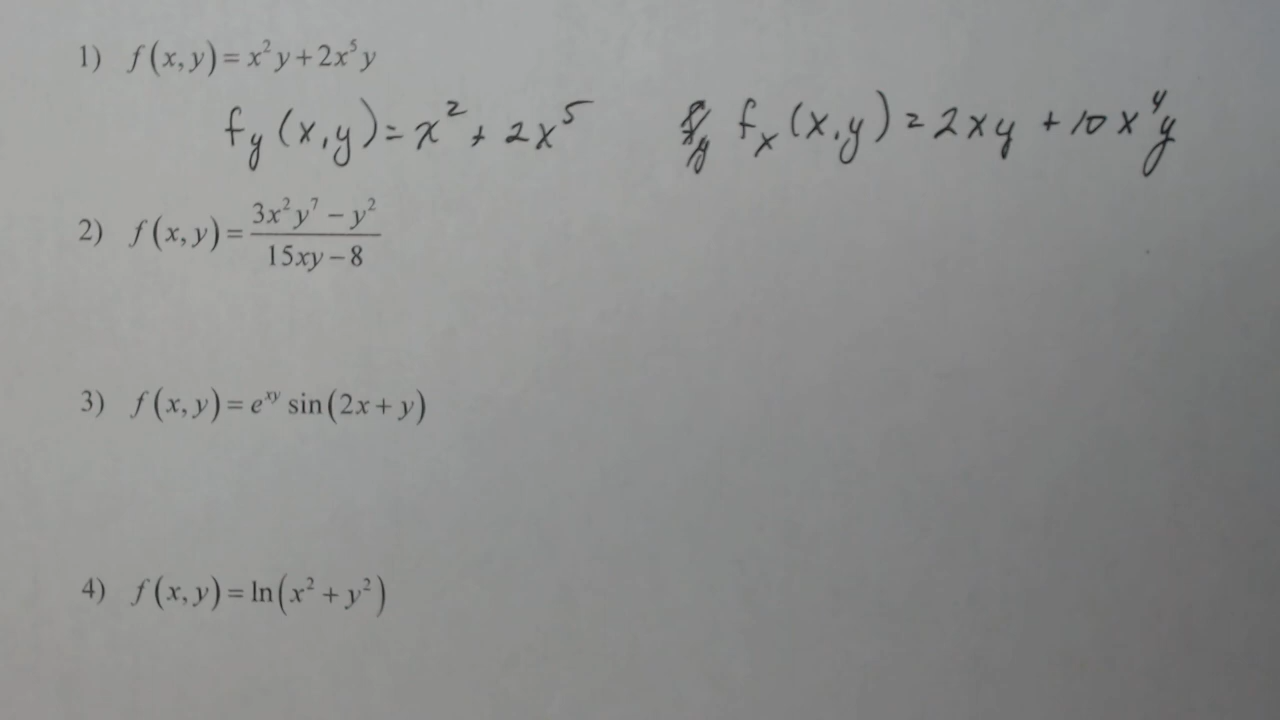 1) f(x,y)=x²y+2x⁵y
f_y(x,y)=x²+2x⁵ f_x(x,y)=2xy+10x⁴y
2) f(x,y)=(3x²y⁷−y²)/(15xy−8)
3) f(x,y)=e^{xy} sin(2x+y)
4) f(x,y)=ln(x²+y²)